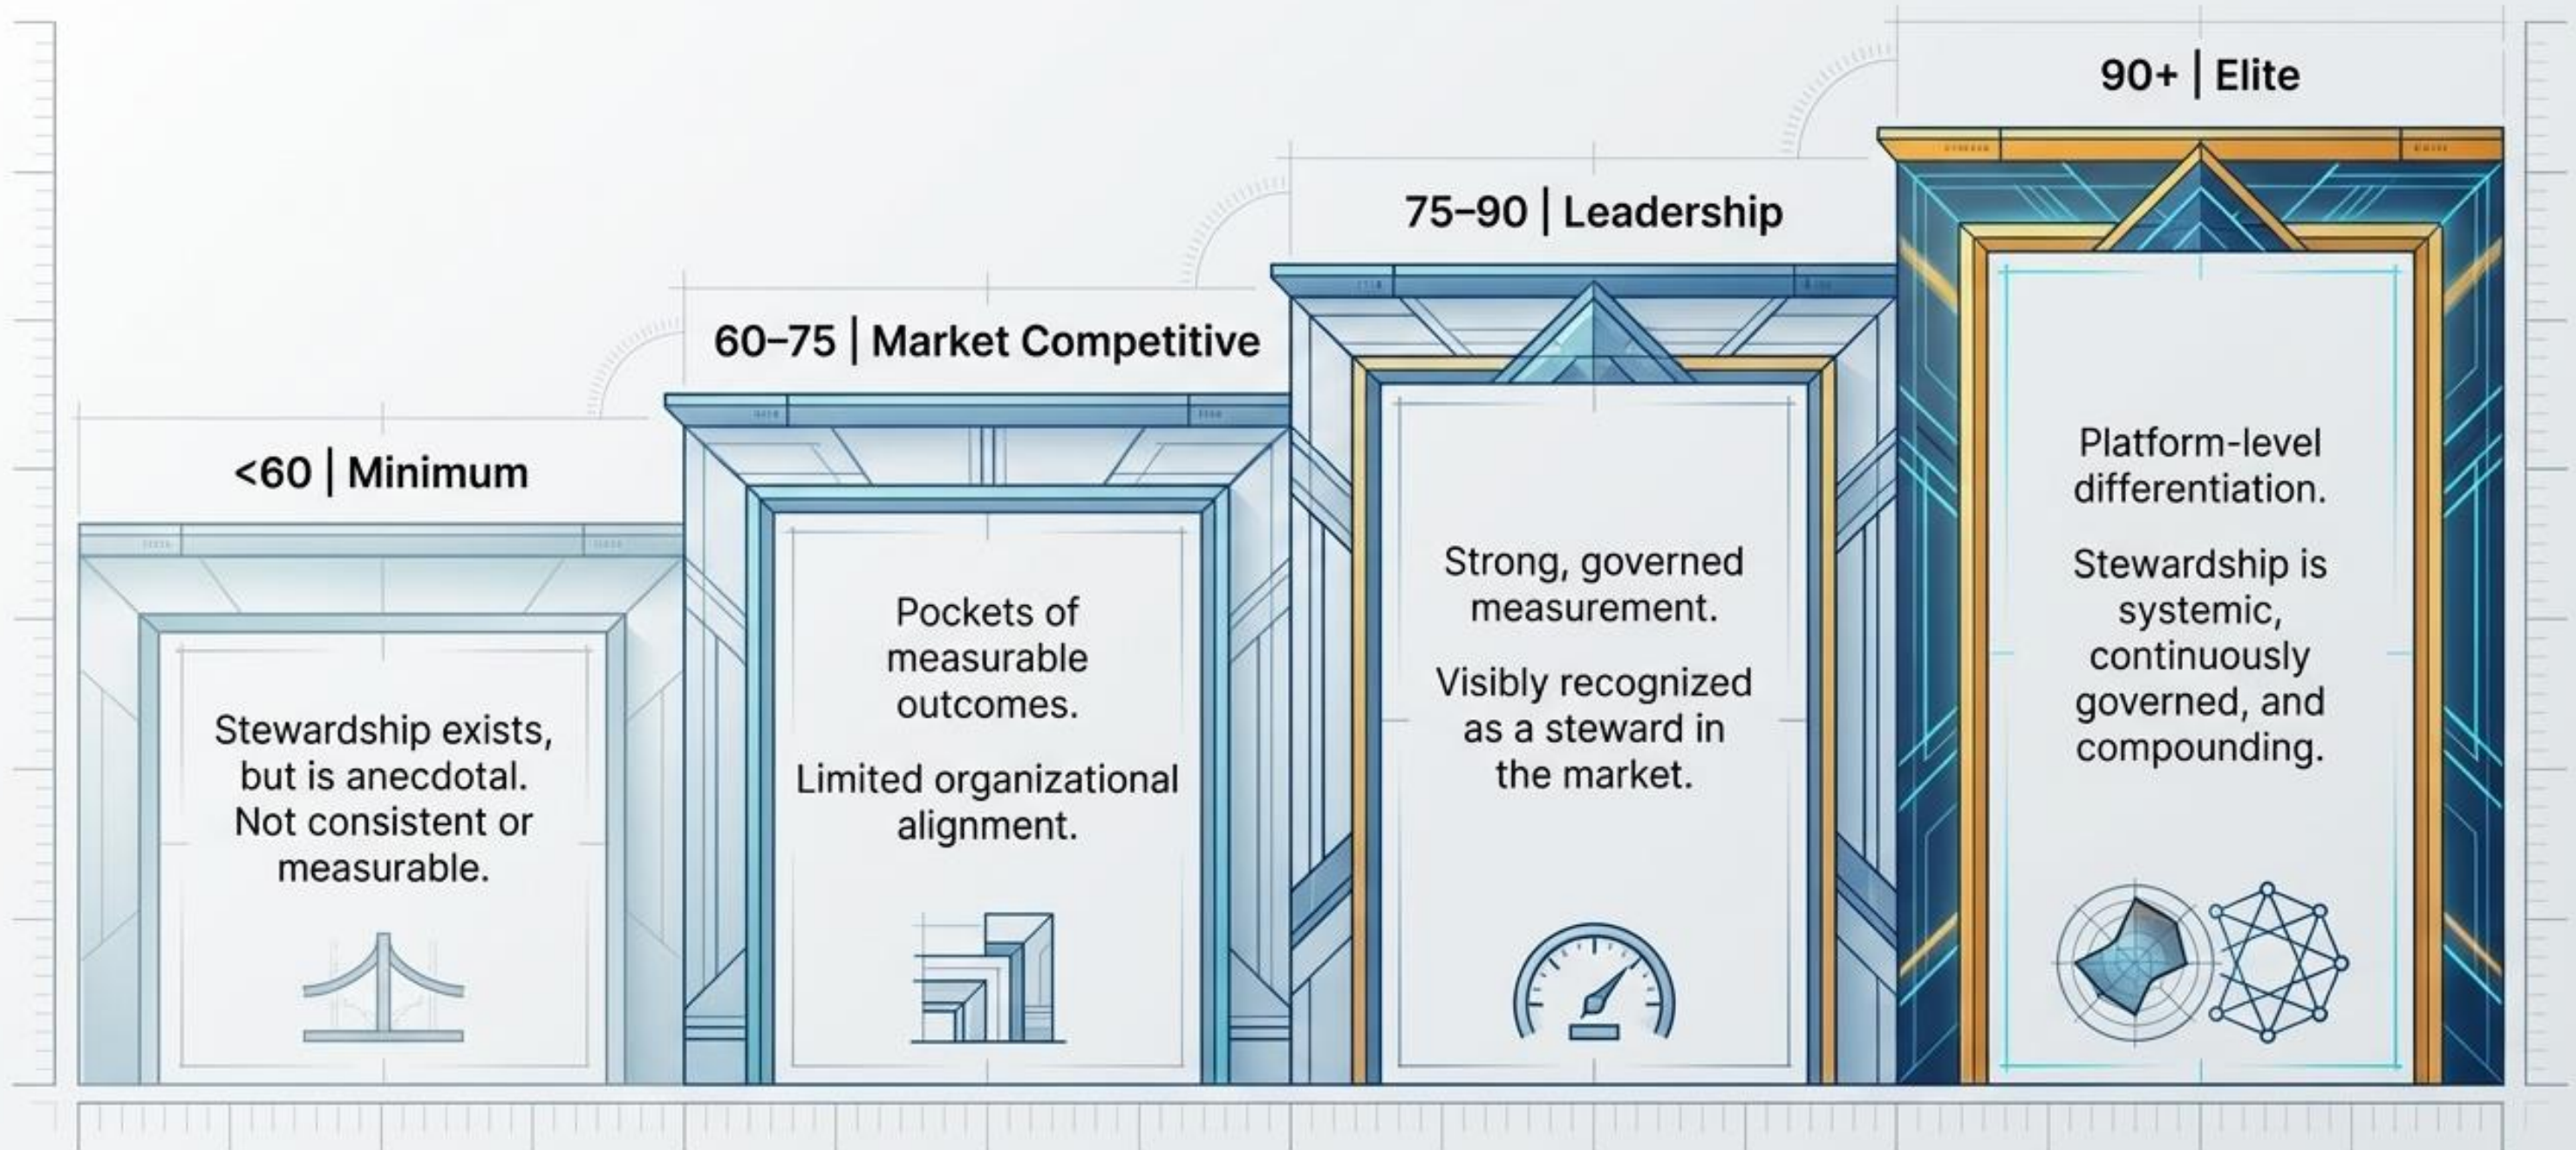 <60 | Minimum
Stewardship exists,
but is anecdotal.
Not consistent or
measurable.
60–75 | Market Competitive
Pockets of
measurable
outcomes.
Limited organizational
alignment.
75–90 | Leadership
Strong, governed
measurement.
Visibly recognized
as a steward in
the market.
90+ | Elite
Platform-level
differentiation.
Stewardship is
systemic,
continuously
governed, and
compounding.